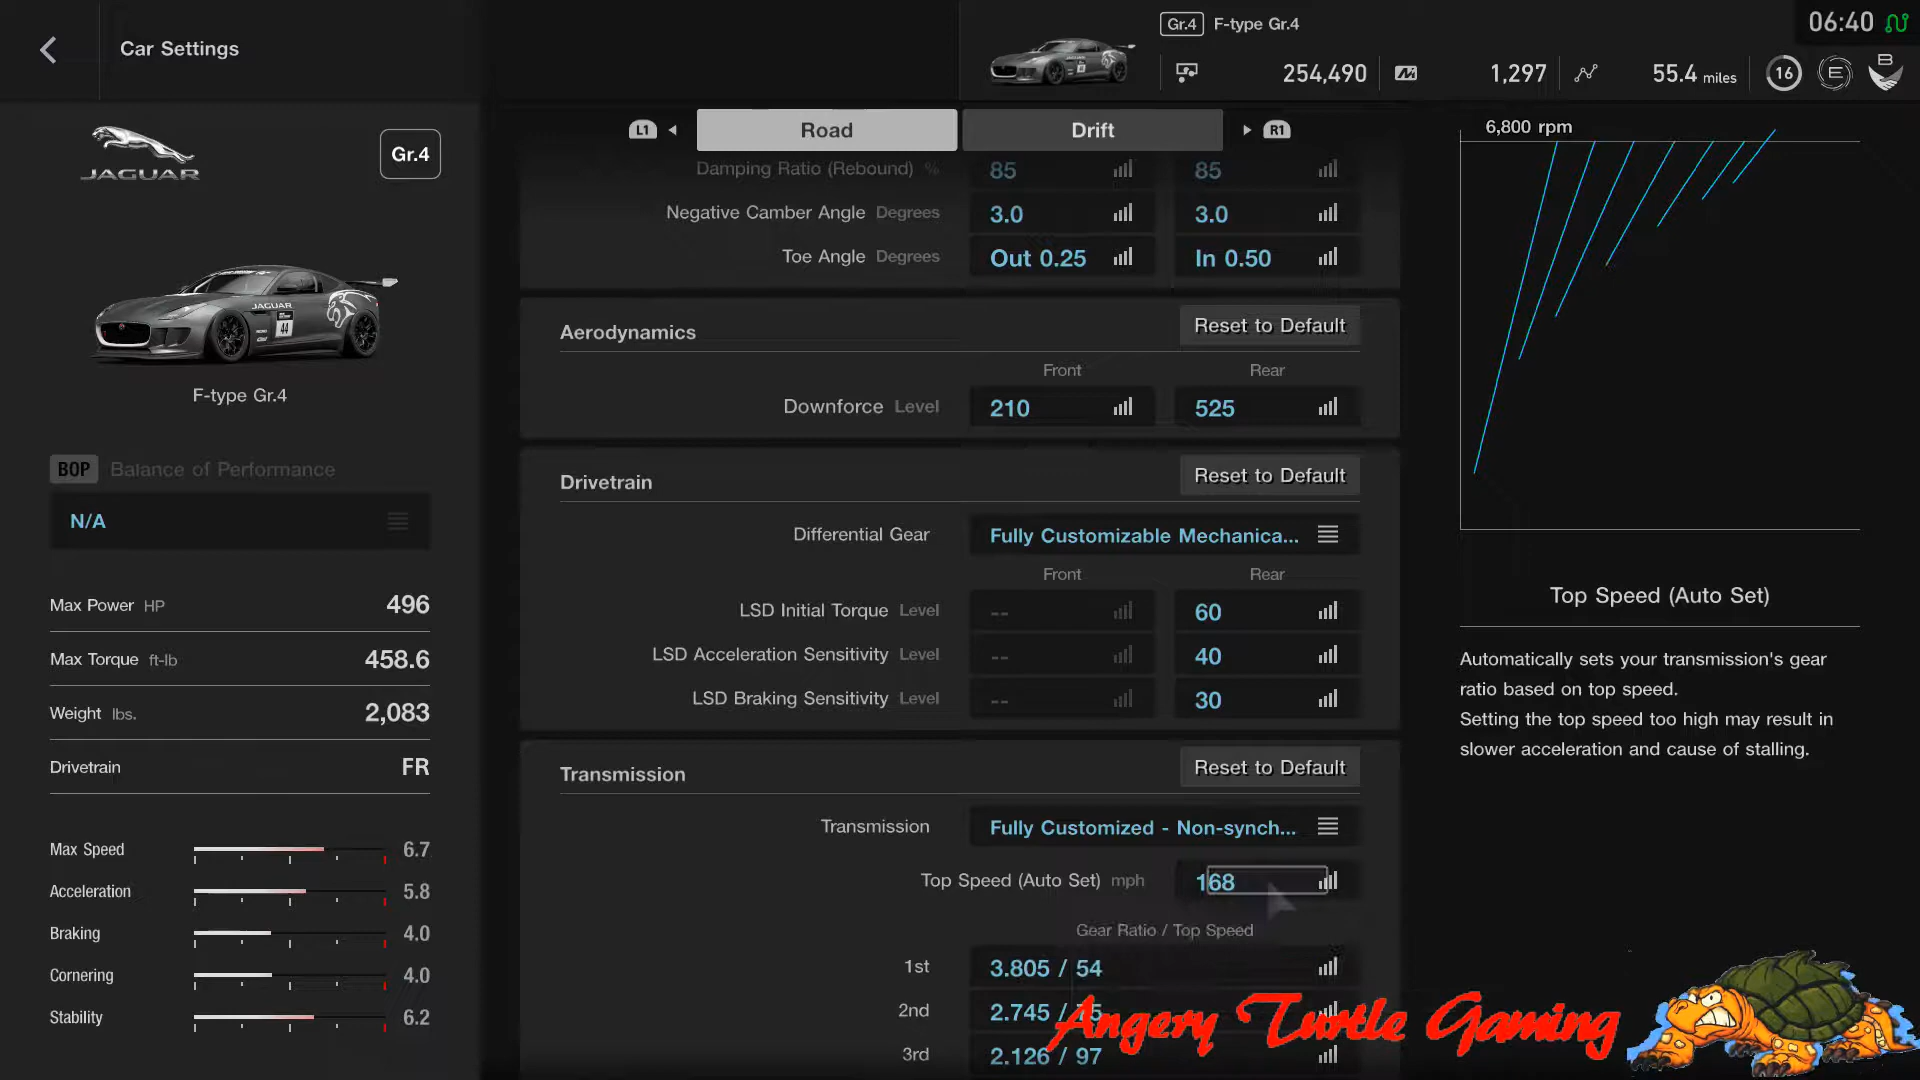 Car Settings
Gr.4 F-type Gr.4
254,490
1,297
55.4 miles
16
E
B
06:40
JAGUAR
Gr.4
JAGUAR
44
F-type Gr.4
BOP Balance of Performance
N/A
Max Power HP 496
Max Torque ft-lb 458.6
Weight lbs. 2,083
Drivetrain FR
Max Speed 6.7
Acceleration 5.8
Braking 4.0
Cornering 4.0
Stability 6.2
L1 Road Drift R1
Damping Ratio (Rebound) % 85 85
Negative Camber Angle Degrees 3.0 3.0
Toe Angle Degrees Out 0.25 In 0.50
Aerodynamics Reset to Default
Front Rear
Downforce Level 210 525
Drivetrain Reset to Default
Differential Gear Fully Customizable Mechanica...
Front Rear
LSD Initial Torque Level -- 60
LSD Acceleration Sensitivity Level -- 40
LSD Braking Sensitivity Level -- 30
Transmission Reset to Default
Transmission Fully Customized - Non-synch...
Top Speed (Auto Set) mph 168
Gear Ratio / Top Speed
1st 3.805 / 54
2nd 2.745 / 75
3rd 2.126 / 97
6,800 rpm
Top Speed (Auto Set)
Automatically sets your transmission's gear
ratio based on top speed.
Setting the top speed too high may result in
slower acceleration and cause of stalling.
Angery Turtle Gaming